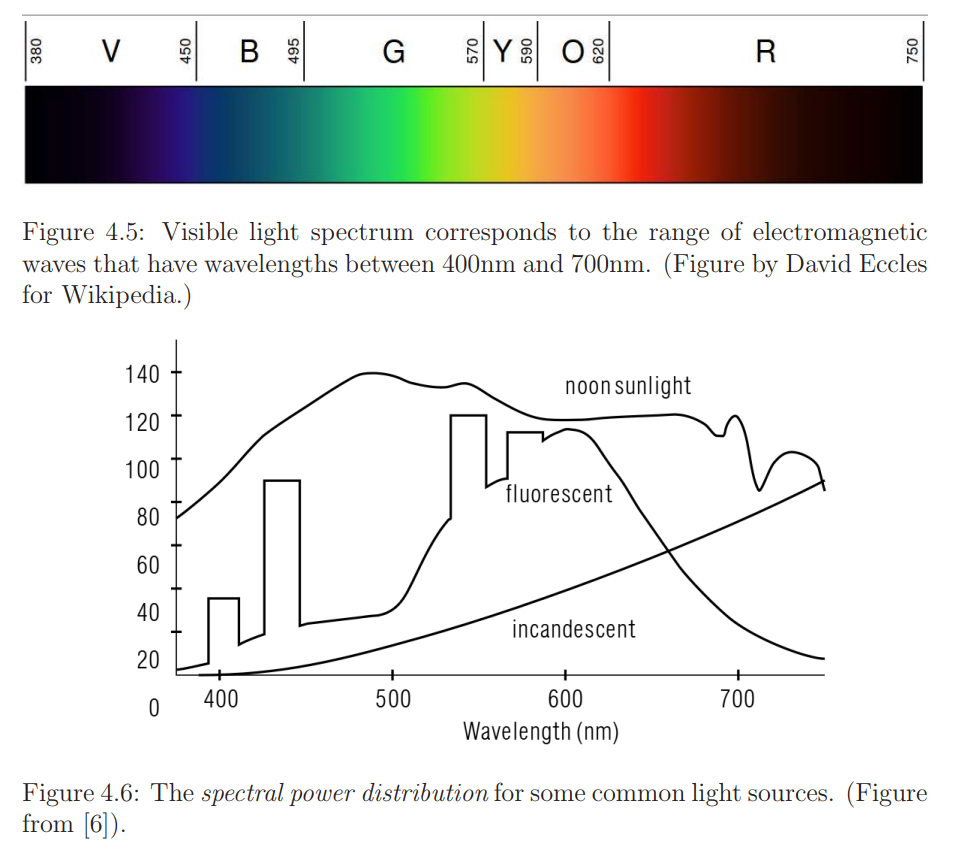 380 V 450 B 495 G 570 Y 590 O 620 R 750
Figure 4.5: Visible light spectrum corresponds to the range of electromagnetic
waves that have wavelengths between 400nm and 700nm. (Figure by David Eccles
for Wikipedia.)
140
noon sunlight
120
100
fluorescent
80
60
40
incandescent
20
0
400 500 600 700
Wavelength (nm)
Figure 4.6: The spectral power distribution for some common light sources. (Figure
from [6]).